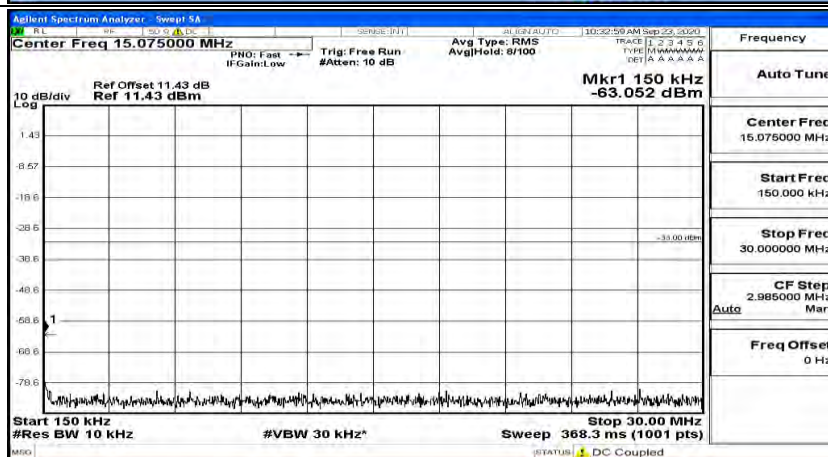 Agilent Spectrum Analyzer - Swept SA
RL RF 50 Ω DC SENSE:INT ALIGN AUTO 10:32:59 AM Sep 23, 2020
Center Freq 15.075000 MHz
PNO: Fast
IFGain:Low
Trig: Free Run
#Atten: 10 dB
Avg Type: RMS
Avg|Hold: 8/100
TRACE 1 2 3 4 5 6
TYPE
DET A A A A A A
Ref Offset 11.43 dB
10 dB/div Ref 11.43 dBm
Log
Mkr1 150 kHz
-63.052 dBm
1.43
-8.57
-18.6
-28.6
-33.00 dBm
-38.6
-48.6
-58.6
1
-68.6
-78.6
Start 150 kHz
Stop 30.00 MHz
#Res BW 10 kHz
#VBW 30 kHz*
Sweep 368.3 ms (1001 pts)
MSG
STATUS DC Coupled
Frequency
Auto Tune
Center Freq
15.075000 MHz
Start Freq
150.000 kHz
Stop Freq
30.000000 MHz
CF Step
2.985000 MHz
Auto Man
Freq Offset
0 Hz